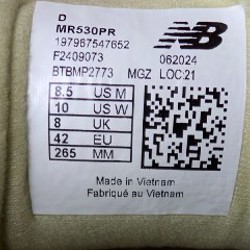 D
MR530PR
197967547652
F2409073 062024
BTBMP2773 MGZ LOC:21
8.5 US M
10 US W
8 UK
42 EU
265 MM
Made in Vietnam
Fabriqué au Vietnam